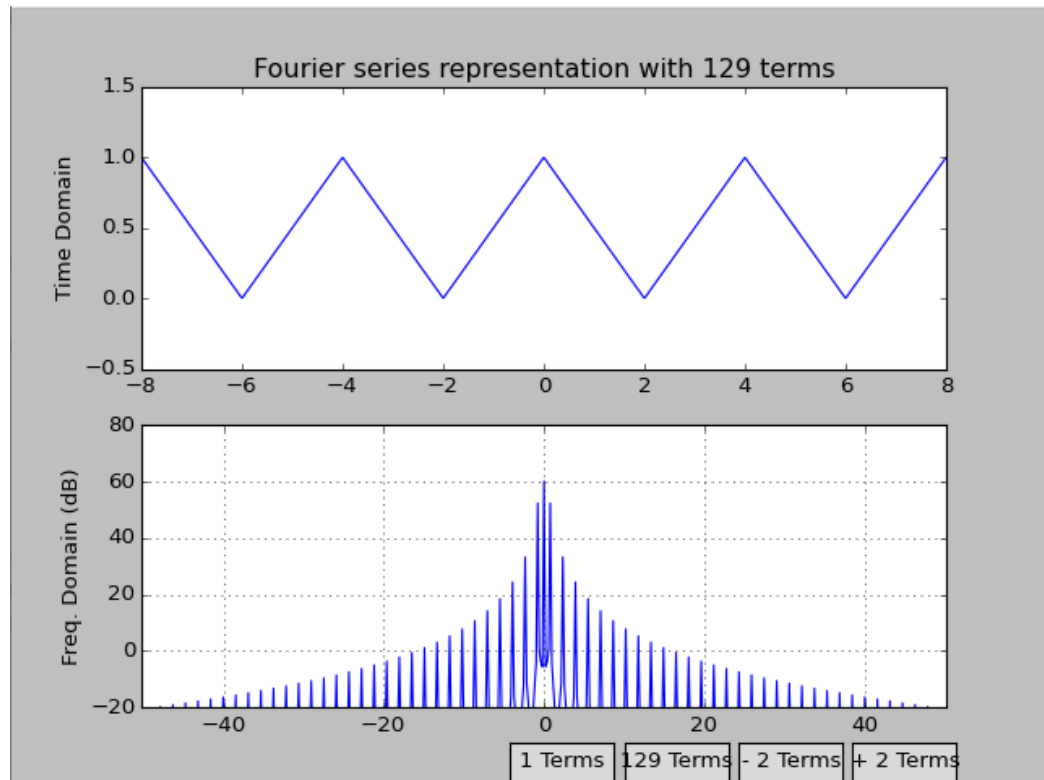 Fourier series representation with 129 terms
1.5
1.0
0.5
0.0
−0.5
Time Domain
−8 −6 −4 −2 0 2 4 6 8
80
60
40
20
0
−20
Freq. Domain (dB)
−40 −20 0 20 40
1 Terms 129 Terms - 2 Terms + 2 Terms